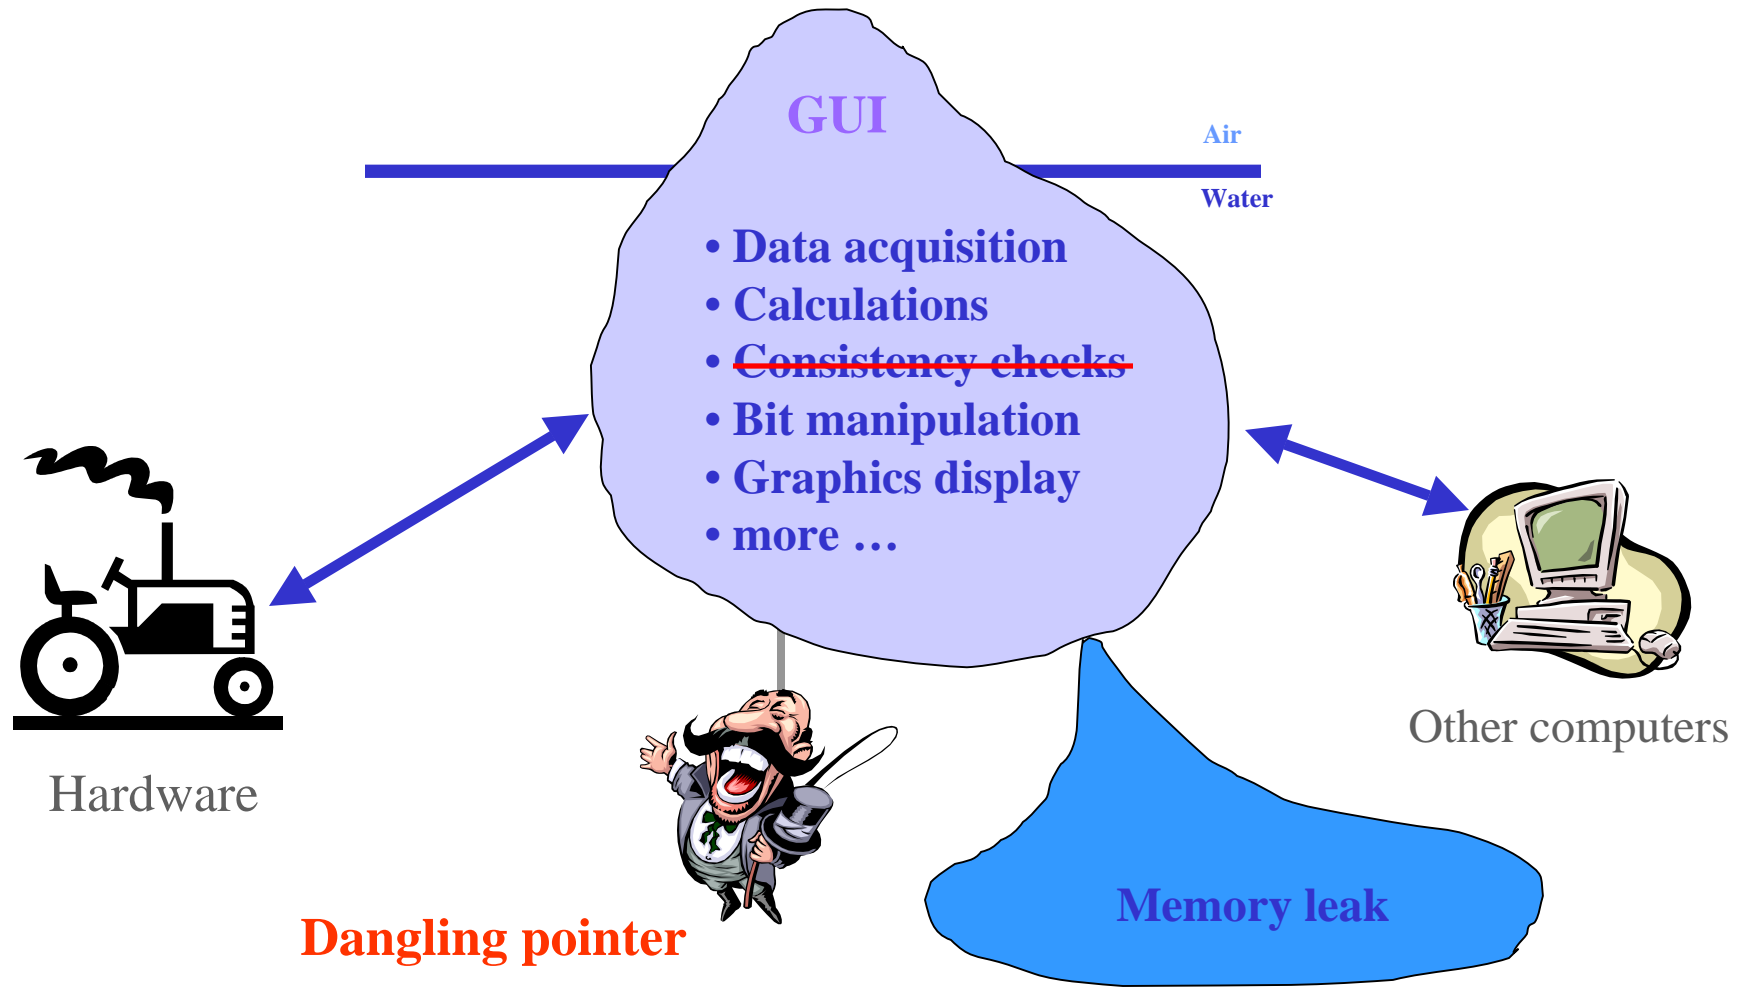 GUI
Air
Water
• Data acquisition
• Calculations
• Consistency checks
• Bit manipulation
• Graphics display
• more …
Other computers
Hardware
Memory leak
Dangling pointer